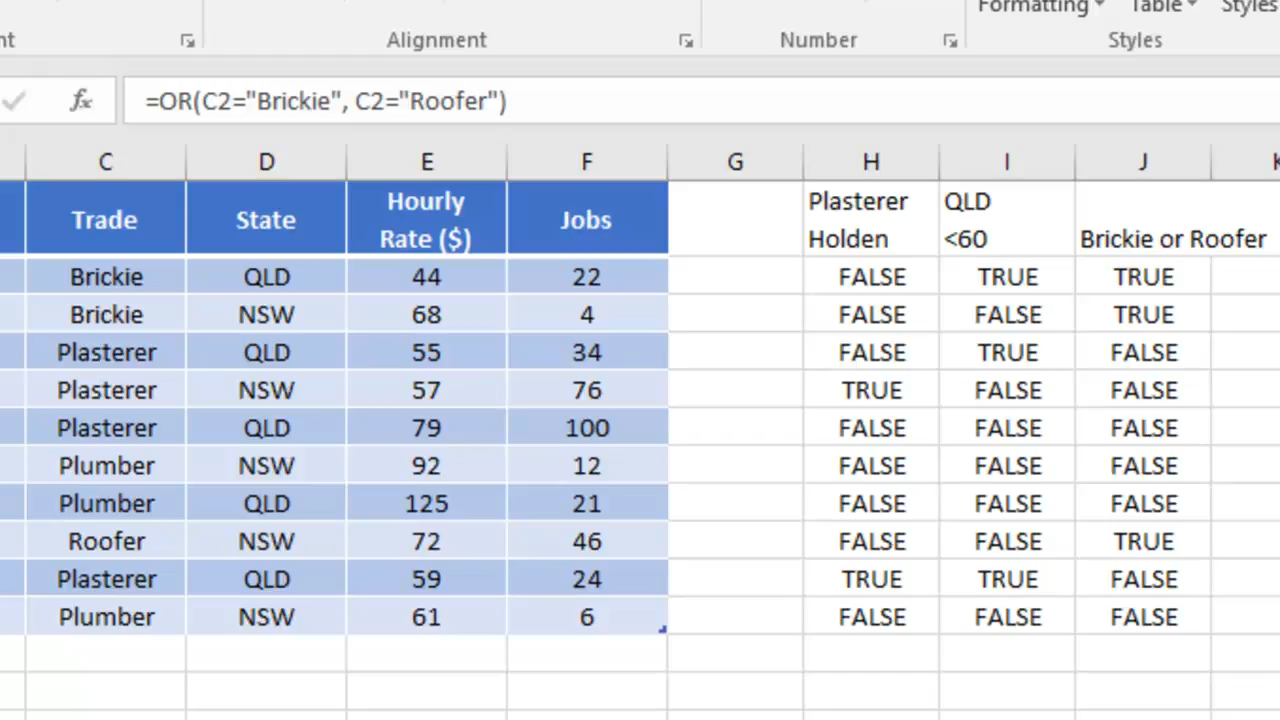 Formatting Table Styles
nt Alignment Number Styles
fx =OR(C2="Brickie", C2="Roofer")
C D E F G H I J K
Trade State Hourly Rate ($) Jobs Plasterer Holden QLD <60 Brickie or Roofer
Brickie QLD 44 22 FALSE TRUE TRUE
Brickie NSW 68 4 FALSE FALSE TRUE
Plasterer QLD 55 34 FALSE TRUE FALSE
Plasterer NSW 57 76 TRUE FALSE FALSE
Plasterer QLD 79 100 FALSE FALSE FALSE
Plumber NSW 92 12 FALSE FALSE FALSE
Plumber QLD 125 21 FALSE FALSE FALSE
Roofer NSW 72 46 FALSE FALSE TRUE
Plasterer QLD 59 24 TRUE TRUE FALSE
Plumber NSW 61 6 FALSE FALSE FALSE